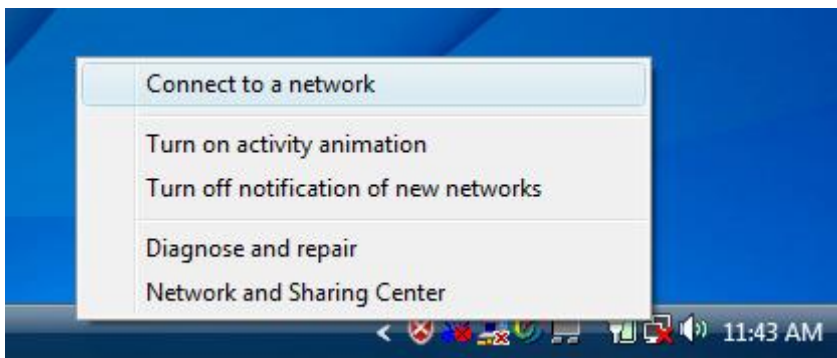 Connect to a network
Turn on activity animation
Turn off notification of new networks
Diagnose and repair
Network and Sharing Center
11:43 AM